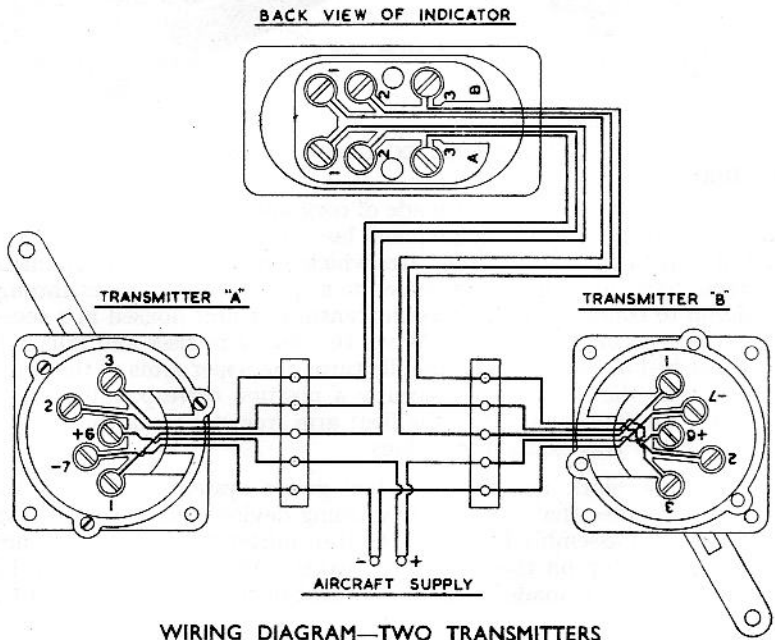 BACK VIEW OF INDICATOR
1 2 3 B
1 2 3 A
TRANSMITTER "A"
TRANSMITTER "B"
3
2
+6
-7
1
1
-7
+6
2
3
- +
AIRCRAFT SUPPLY
WIRING DIAGRAM—TWO TRANSMITTERS